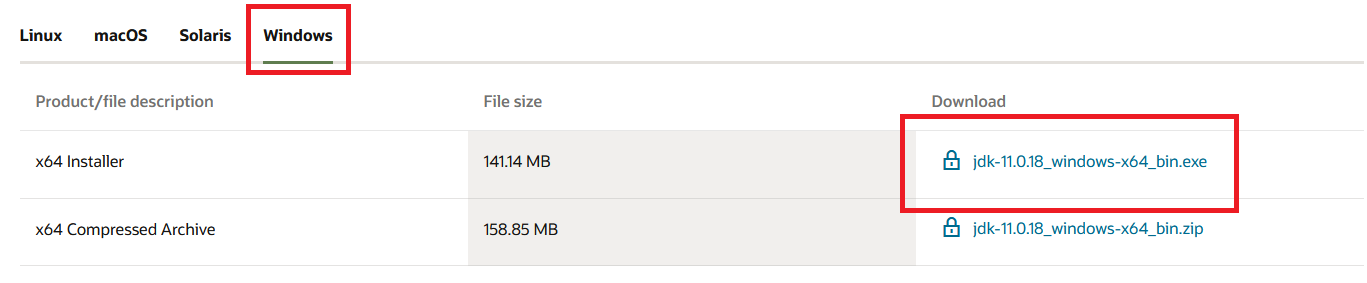 Linux macOS Solaris Windows
Product/file description File size Download
x64 Installer 141.14 MB jdk-11.0.18_windows-x64_bin.exe
x64 Compressed Archive 158.85 MB jdk-11.0.18_windows-x64_bin.zip